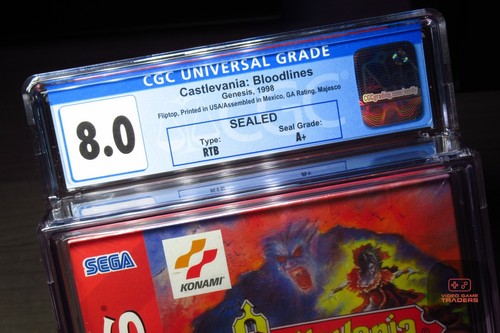 CGC UNIVERSAL GRADE
8.0
Castlevania: Bloodlines
Genesis, 1998
Fliptop, Printed in USA/Assembled in Mexico, GA Rating, Majesco
SEALED
Type: Seal Grade:
RTB A+
SEGA
KONAMI
VIDEO GAME
TRADERS